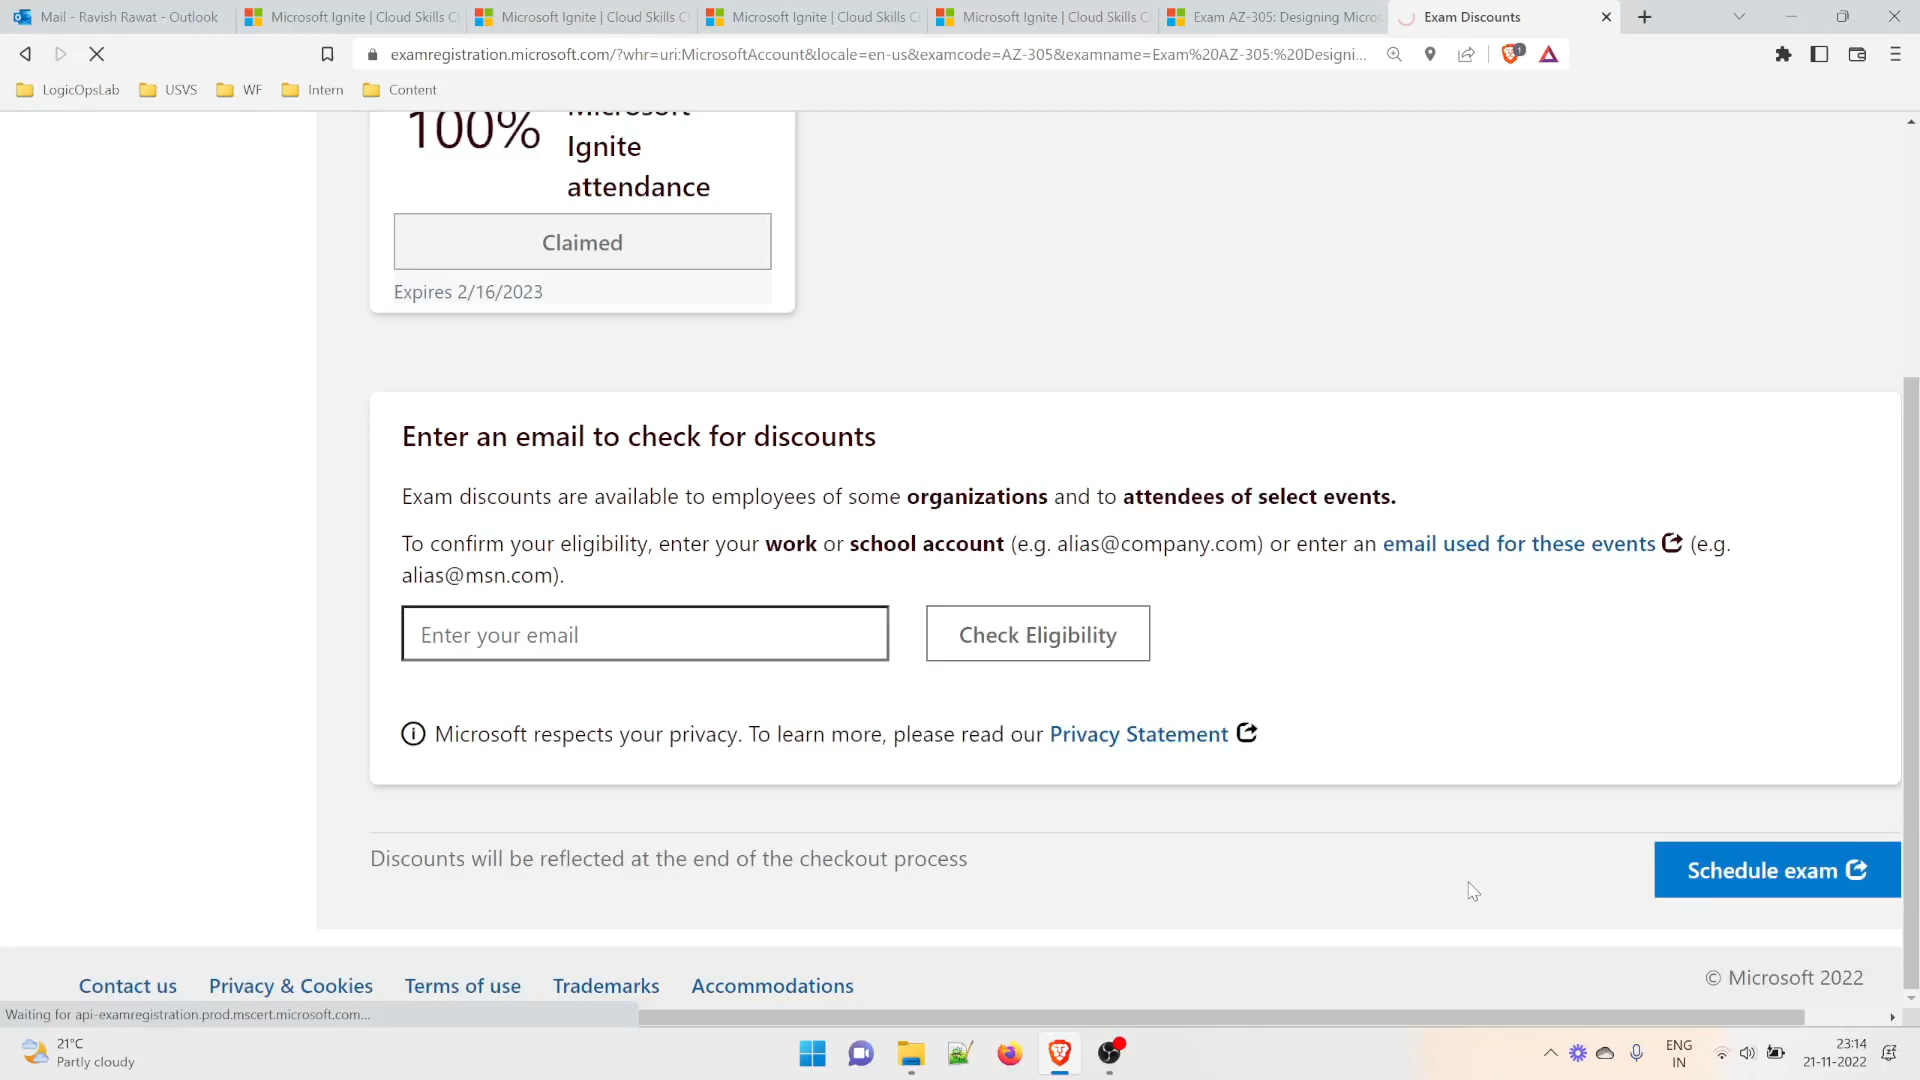 Mail - Ravish Rawat - Outlook
Microsoft Ignite | Cloud Skills C
Microsoft Ignite | Cloud Skills C
Microsoft Ignite | Cloud Skills C
Microsoft Ignite | Cloud Skills C
Exam AZ-305: Designing Micros
Exam Discounts
examregistration.microsoft.com/?whr=uri:MicrosoftAccount&locale=en-us&examcode=AZ-305&examname=Exam%20AZ-305:%20Designi...
1
LogicOpsLab
USVS
WF
Intern
Content
100%
Microsoft
Ignite
attendance
Claimed
Expires 2/16/2023
Enter an email to check for discounts
Exam discounts are available to employees of some organizations and to attendees of select events.
To confirm your eligibility, enter your work or school account (e.g. alias@company.com) or enter an email used for these events (e.g.
alias@msn.com).
Enter your email
Check Eligibility
Microsoft respects your privacy. To learn more, please read our Privacy Statement
Discounts will be reflected at the end of the checkout process
Schedule exam
© Microsoft 2022
Contact us
Privacy & Cookies
Terms of use
Trademarks
Accommodations
Waiting for api-examregistration.prod.mscert.microsoft.com...
21°C
Partly cloudy
ENG
IN
23:14
21-11-2022